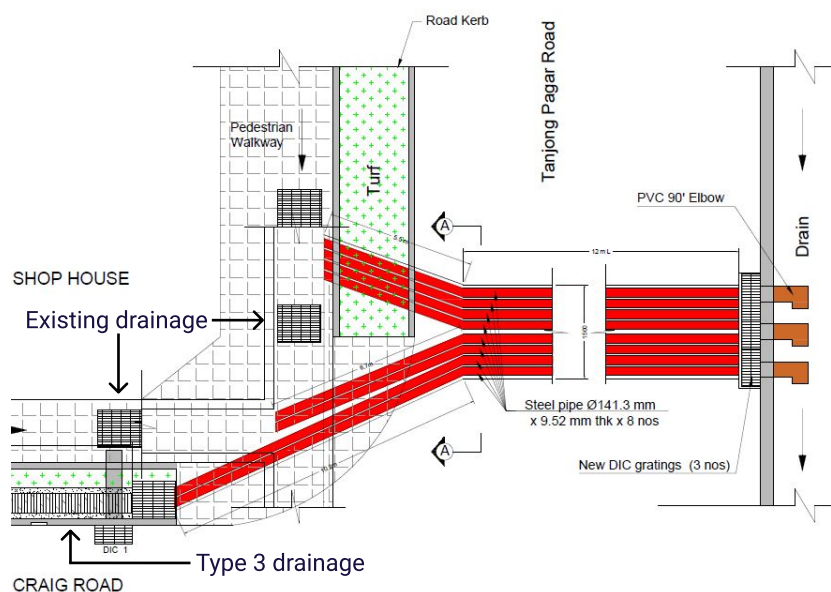 Road Kerb
Tanjong Pagar Road
Pedestrian
Walkway
Turf
PVC 90' Elbow
Drain
A
12 m L
SHOP HOUSE
Existing drainage
1500
Steel pipe Ø141.3 mm
x 9.52 mm thk x 8 nos
A
New DIC gratings (3 nos)
DIC 1
Type 3 drainage
CRAIG ROAD